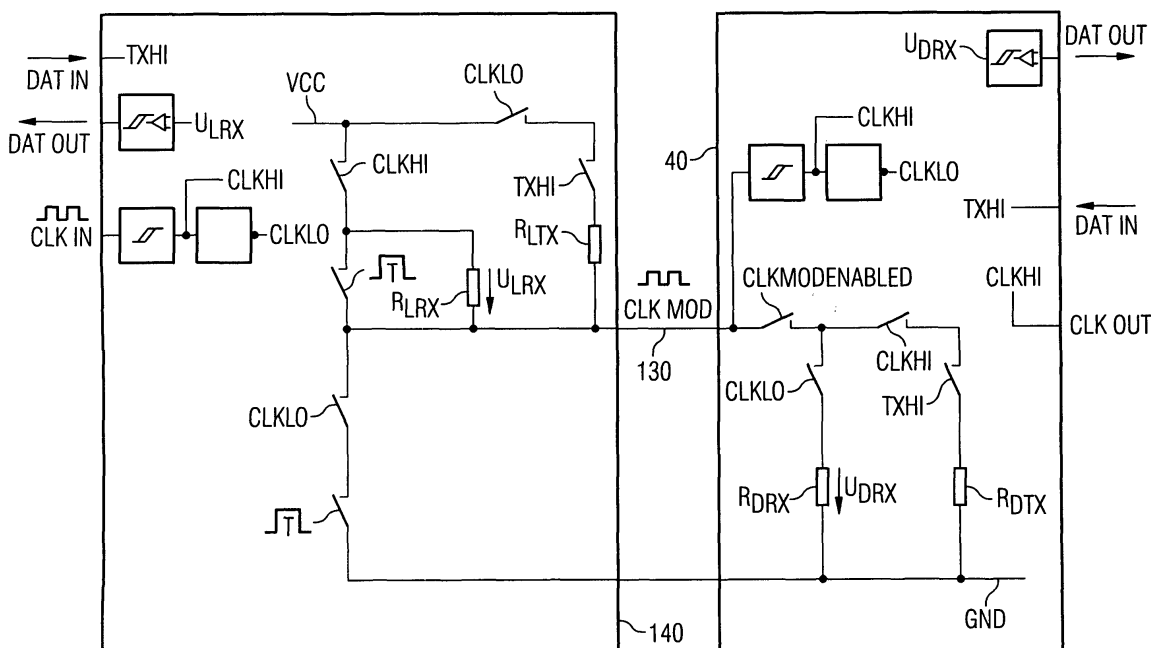 TXHI
DAT IN
DAT OUT
U_LRX
CLKHI
CLK IN
CLKLO
VCC
CLKLO
CLKHI
TXHI
R_LTX
T
R_LRX
U_LRX
CLKLO
T
140
CLK MOD
130
40
U_DRX
DAT OUT
CLKHI
CLKLO
TXHI
DAT IN
CLKHI
CLK OUT
CLKMODENABLED
CLKHI
CLKLO
TXHI
R_DRX
U_DRX
R_DTX
GND